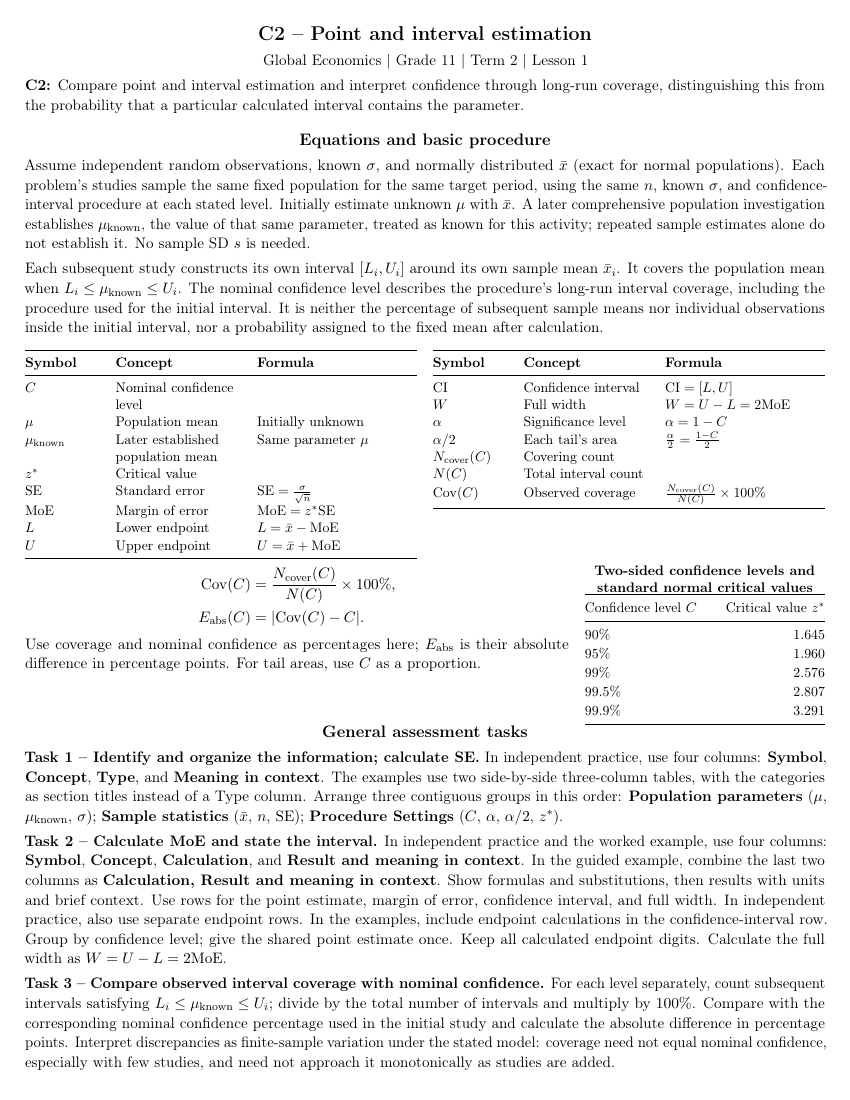 C2 – Point and interval estimation
Global Economics | Grade 11 | Term 2 | Lesson 1
C2: Compare point and interval estimation and interpret confidence through long-run coverage, distinguishing this from
the probability that a particular calculated interval contains the parameter.
Equations and basic procedure
Assume independent random observations, known σ, and normally distributed x̄ (exact for normal populations). Each
problem's studies sample the same fixed population for the same target period, using the same n, known σ, and confidence-
interval procedure at each stated level. Initially estimate unknown μ with x̄. A later comprehensive population investigation
establishes μ_known, the value of that same parameter, treated as known for this activity; repeated sample estimates alone do
not establish it. No sample SD s is needed.
Each subsequent study constructs its own interval [L_i, U_i] around its own sample mean x̄_i. It covers the population mean
when L_i ≤ μ_known ≤ U_i. The nominal confidence level describes the procedure's long-run interval coverage, including the
procedure used for the initial interval. It is neither the percentage of subsequent sample means nor individual observations
inside the initial interval, nor a probability assigned to the fixed mean after calculation.
Symbol Concept Formula
C Nominal confidence
level
μ Population mean Initially unknown
μ_known Later established Same parameter μ
population mean
z* Critical value
SE Standard error SE = σ/√n
MoE Margin of error MoE = z*SE
L Lower endpoint L = x̄ − MoE
U Upper endpoint U = x̄ + MoE
Symbol Concept Formula
CI Confidence interval CI = [L, U]
W Full width W = U − L = 2MoE
α Significance level α = 1 − C
α/2 Each tail's area α/2 = (1−C)/2
N_cover(C) Covering count
N(C) Total interval count
Cov(C) Observed coverage N_cover(C)/N(C) × 100%
Cov(C) = N_cover(C)/N(C) × 100%,
E_abs(C) = |Cov(C) − C|.
Use coverage and nominal confidence as percentages here; E_abs is their absolute
difference in percentage points. For tail areas, use C as a proportion.
Two-sided confidence levels and
standard normal critical values
Confidence level C Critical value z*
90% 1.645
95% 1.960
99% 2.576
99.5% 2.807
99.9% 3.291
General assessment tasks
Task 1 – Identify and organize the information; calculate SE. In independent practice, use four columns: Symbol,
Concept, Type, and Meaning in context. The examples use two side-by-side three-column tables, with the categories
as section titles instead of a Type column. Arrange three contiguous groups in this order: Population parameters (μ,
μ_known, σ); Sample statistics (x̄, n, SE); Procedure Settings (C, α, α/2, z*).
Task 2 – Calculate MoE and state the interval. In independent practice and the worked example, use four columns:
Symbol, Concept, Calculation, and Result and meaning in context. In the guided example, combine the last two
columns as Calculation, Result and meaning in context. Show formulas and substitutions, then results with units
and brief context. Use rows for the point estimate, margin of error, confidence interval, and full width. In independent
practice, also use separate endpoint rows. In the examples, include endpoint calculations in the confidence-interval row.
Group by confidence level; give the shared point estimate once. Keep all calculated endpoint digits. Calculate the full
width as W = U − L = 2MoE.
Task 3 – Compare observed interval coverage with nominal confidence. For each level separately, count subsequent
intervals satisfying L_i ≤ μ_known ≤ U_i; divide by the total number of intervals and multiply by 100%. Compare with the
corresponding nominal confidence percentage used in the initial study and calculate the absolute difference in percentage
points. Interpret discrepancies as finite-sample variation under the stated model: coverage need not equal nominal confidence,
especially with few studies, and need not approach it monotonically as studies are added.